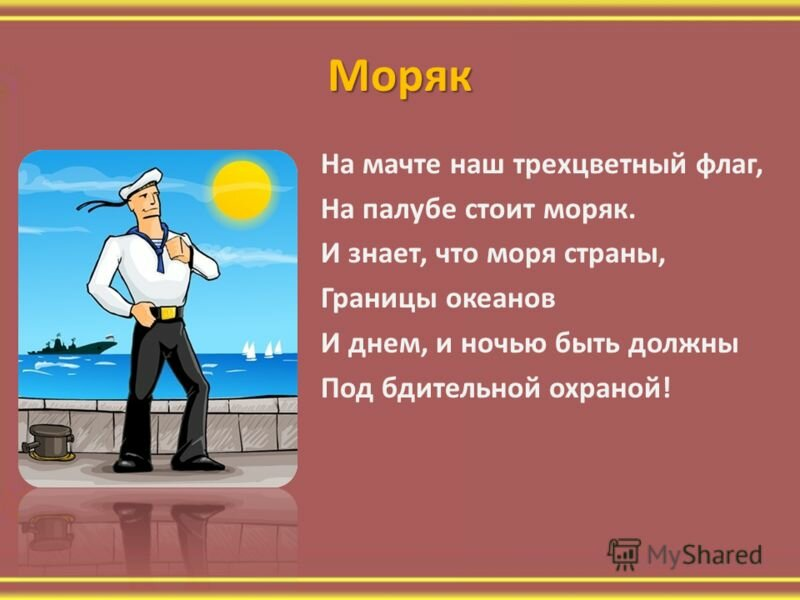 Моряк
На мачте наш трехцветный флаг,
На палубе стоит моряк.
И знает, что моря страны,
Границы океанов
И днем, и ночью быть должны
Под бдительной охраной!
MyShared